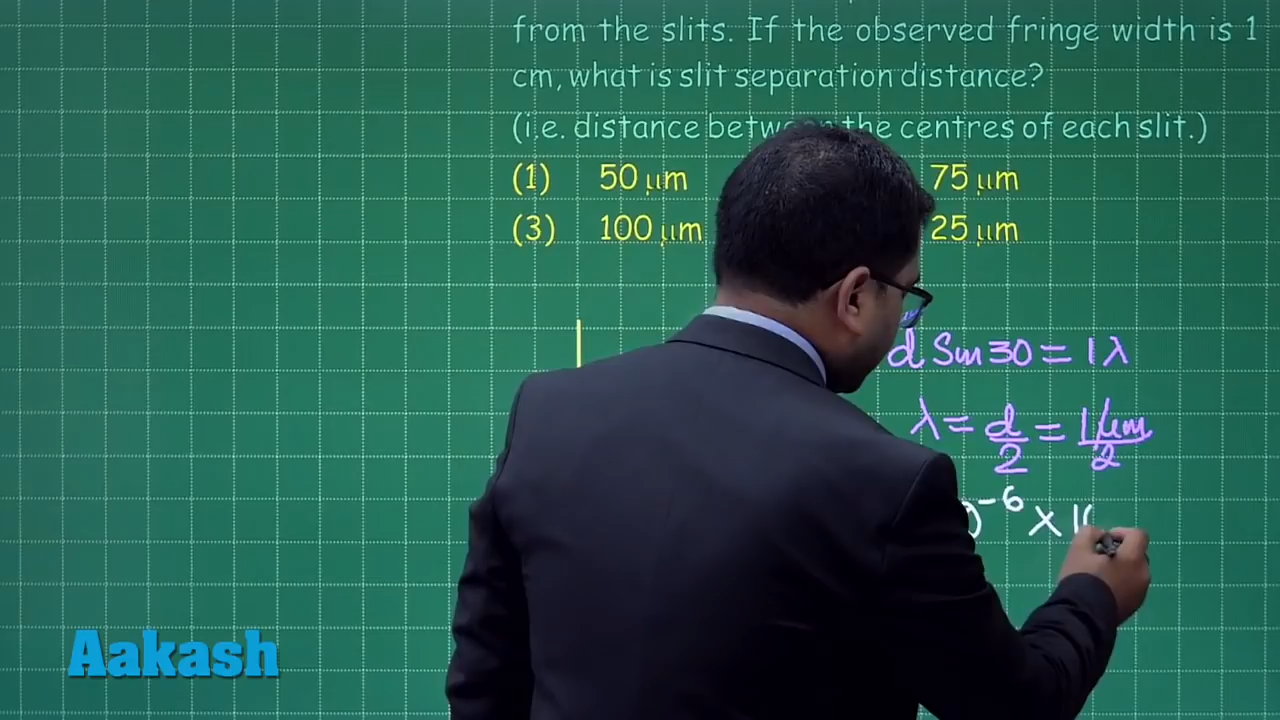 from the slits. If the observed fringe width is 1
cm, what is slit separation distance?
(i.e. distance between the centres of each slit.)
(1) 50 μm 75 μm
(3) 100 μm 25 μm
d Sin 30 = 1λ
λ = d/2 = 1μm/2
-6 ×
Aakash